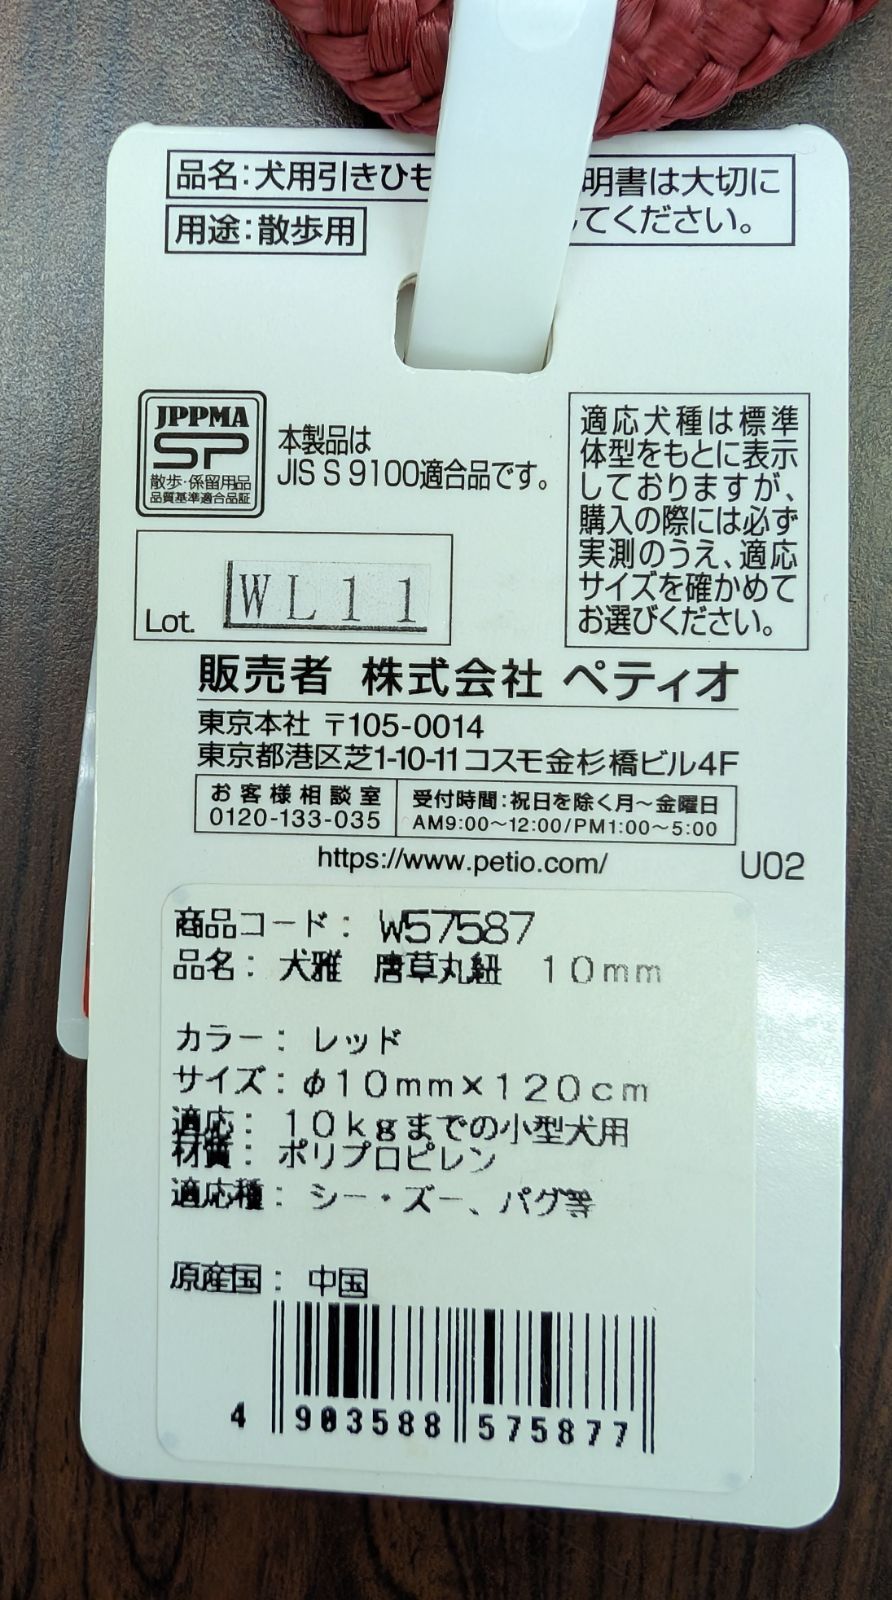 品名:犬用引きひも
用途:散歩用
明書は大切に
してください。
JPPMA
SP
散歩・係留用品
品質基準適合品証
本製品は
JIS S 9100適合品です。
適応犬種は標準
体型をもとに表示
しておりますが、
購入の際には必ず
実測のうえ、適応
サイズを確かめて
お選びください。
Lot. WL11
販売者 株式会社 ペティオ
東京本社 〒105-0014
東京都港区芝1-10-11 コスモ金杉橋ビル4F
お客様相談室
0120-133-035
受付時間:祝日を除く月〜金曜日
AM9:00〜12:00/PM1:00〜5:00
https://www.petio.com/
U02
商品コード: W57587
品名: 犬雅 唐草丸紐 10mm
カラー: レッド
サイズ: φ10mm×120cm
適応: 10kgまでの小型犬用
材質: ポリプロピレン
適応種: シー・ズー、パグ等
原産国: 中国
4 903588 575877